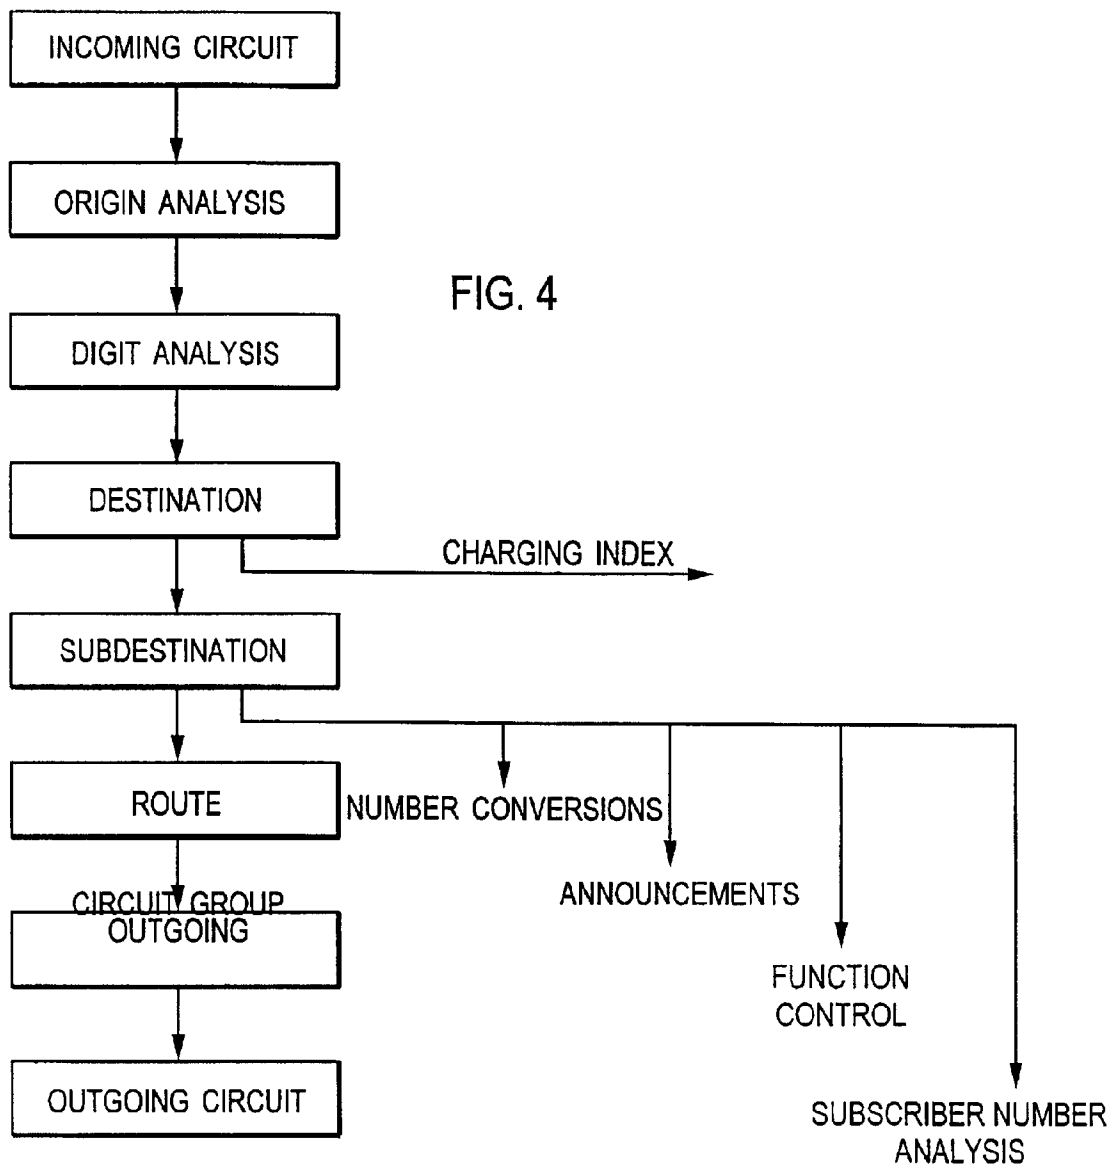 INCOMING CIRCUIT
ORIGIN ANALYSIS
FIG. 4
DIGIT ANALYSIS
DESTINATION
CHARGING INDEX
SUBDESTINATION
ROUTE
NUMBER CONVERSIONS
ANNOUNCEMENTS
CIRCUIT GROUP
OUTGOING
FUNCTION
CONTROL
OUTGOING CIRCUIT
SUBSCRIBER NUMBER
ANALYSIS